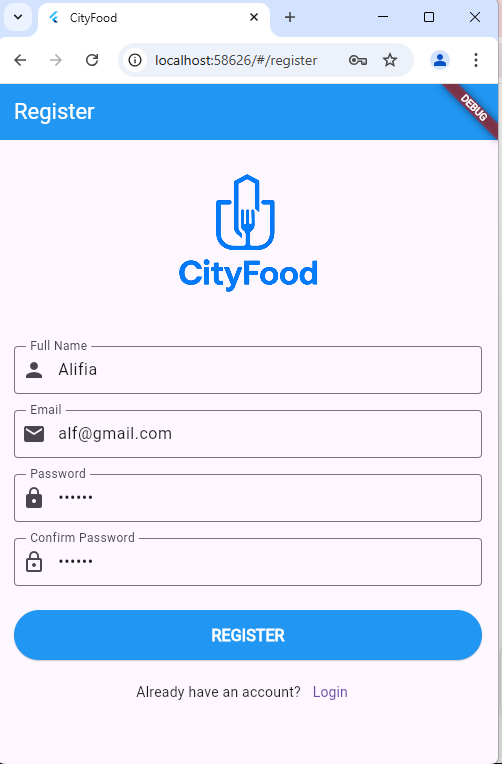 CityFood
localhost:58626/#/register
Register
DEBUG
CityFood
Full Name
Alifia
Email
alf@gmail.com
Password
••••••
Confirm Password
••••••
REGISTER
Already have an account? Login